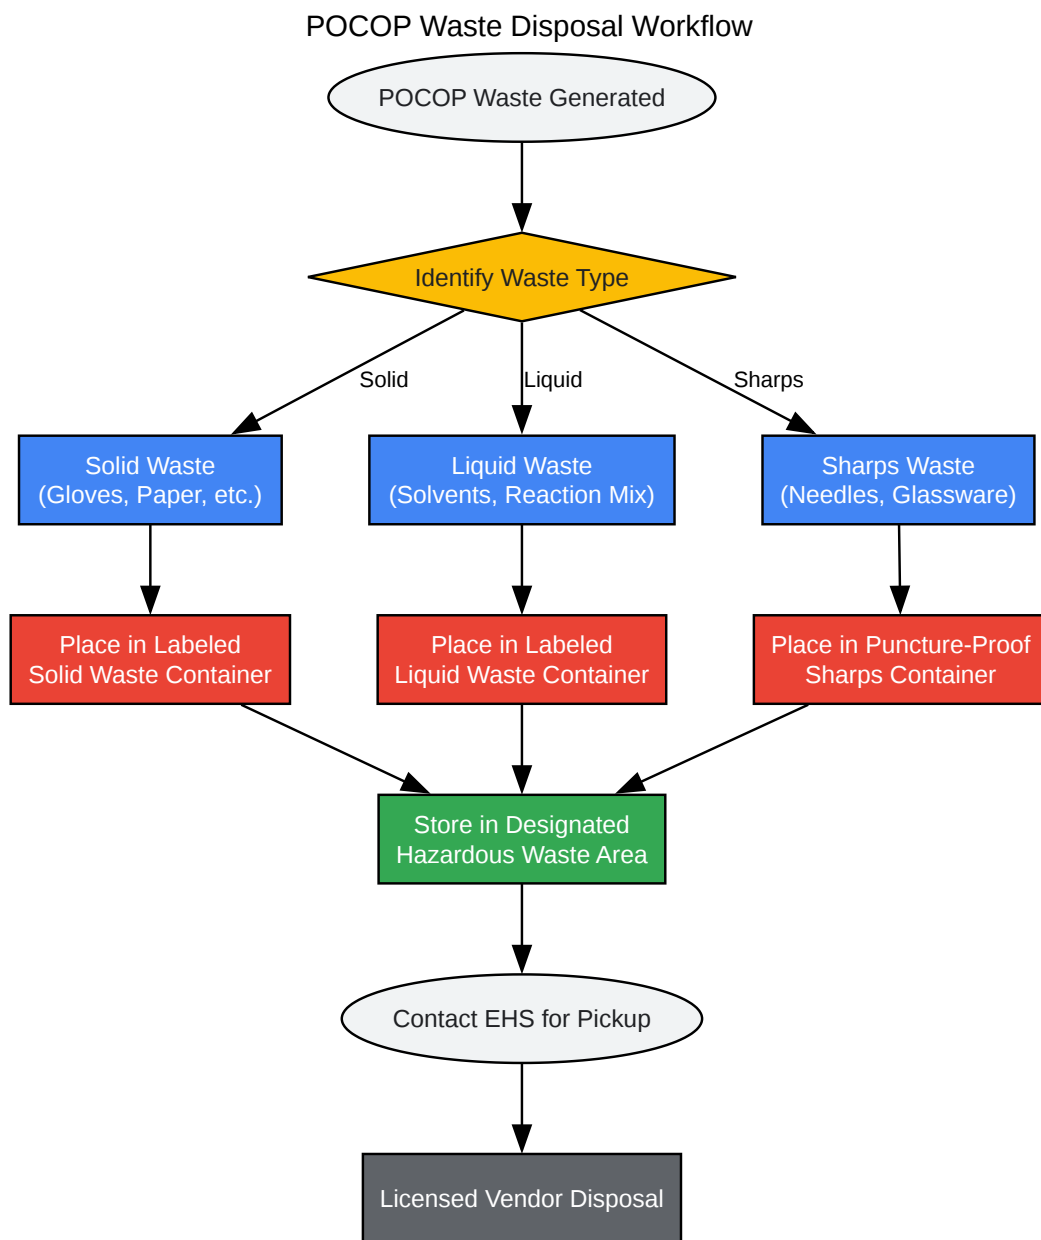 POCOP Waste Disposal Workflow
POCOP Waste Generated
Identify Waste Type
Solid
Liquid
Sharps
Solid Waste
(Gloves, Paper, etc.)
Liquid Waste
(Solvents, Reaction Mix)
Sharps Waste
(Needles, Glassware)
Place in Labeled
Solid Waste Container
Place in Labeled
Liquid Waste Container
Place in Puncture-Proof
Sharps Container
Store in Designated
Hazardous Waste Area
Contact EHS for Pickup
Licensed Vendor Disposal